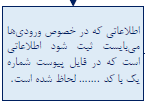 اطلاعاتی که در خصوص ورودی‌ها
می‌بایست ثبت شود اطلاعاتی
است که در فایل پیوست شماره
یک با کد ....... لحاظ شده است.